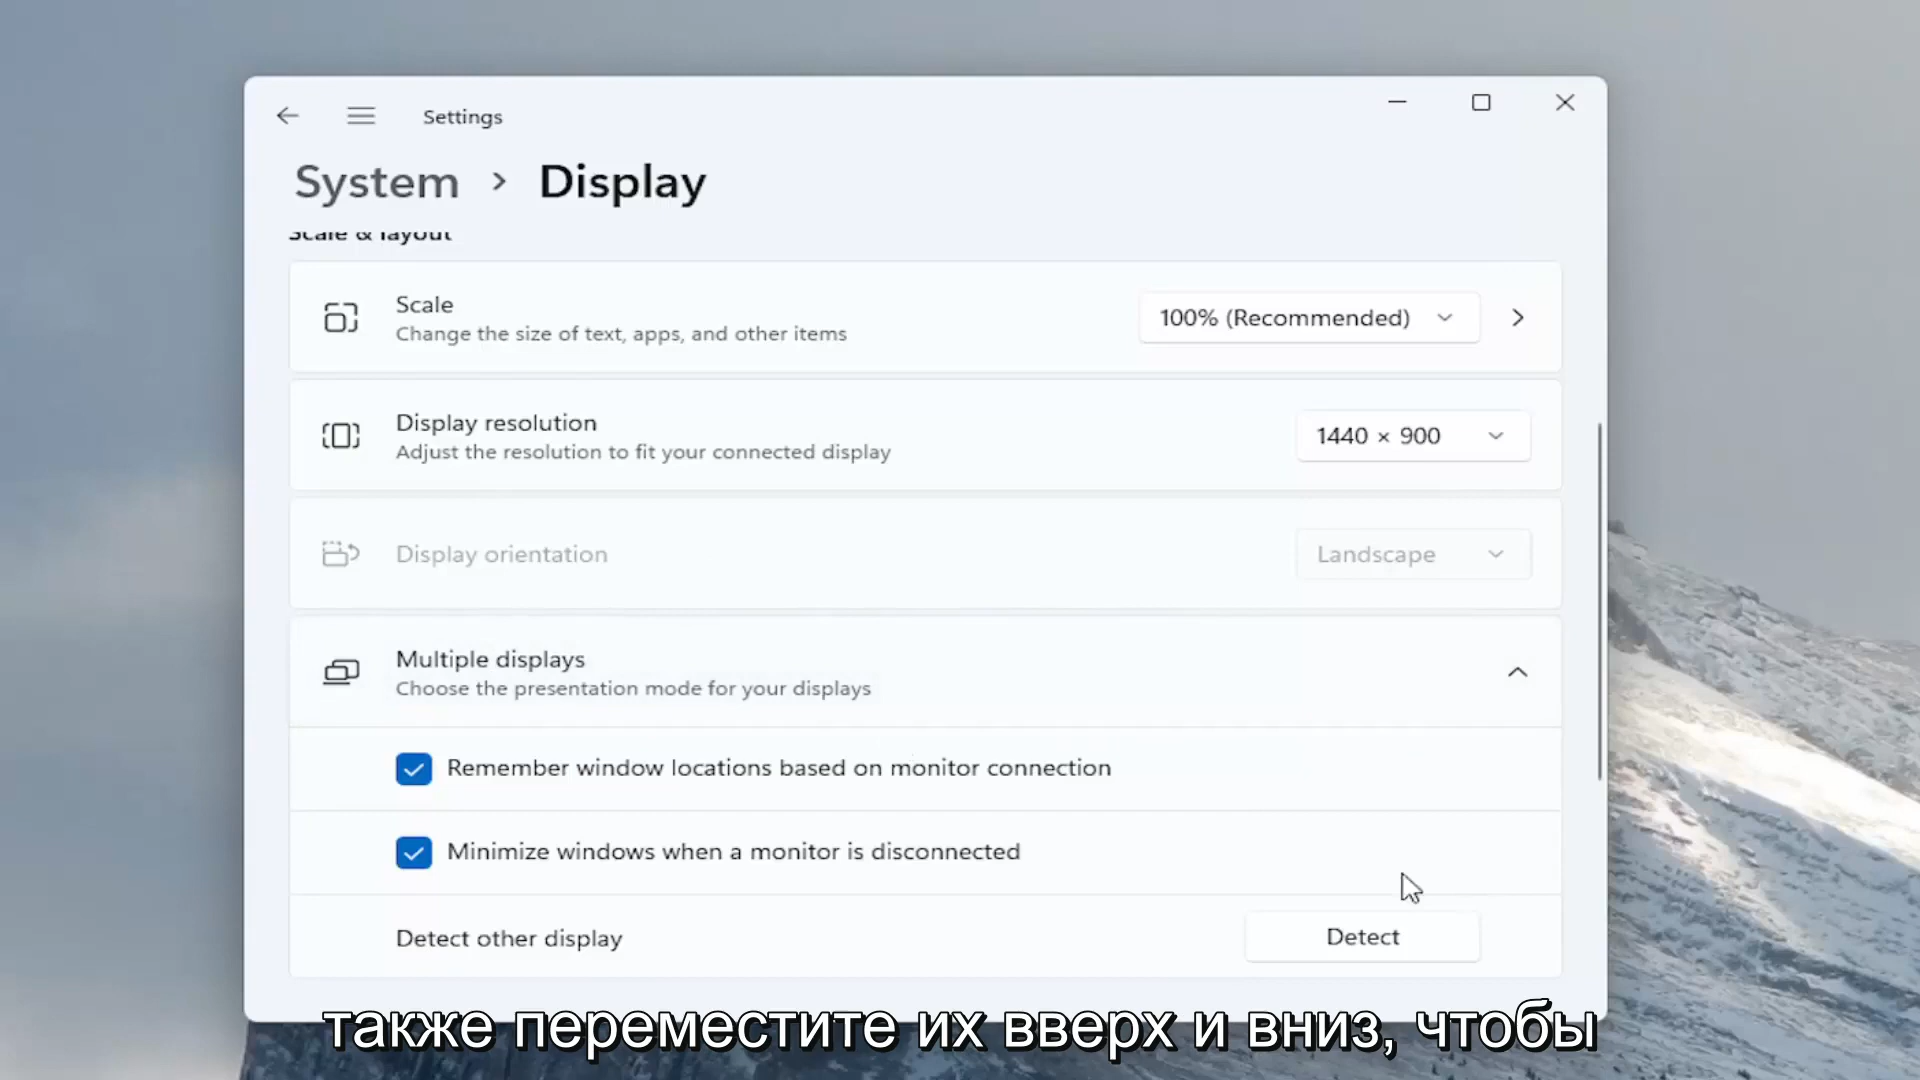 Settings
System > Display
Scale & layout
Scale
Change the size of text, apps, and other items
100% (Recommended)
Display resolution
Adjust the resolution to fit your connected display
1440 × 900
Display orientation
Landscape
Multiple displays
Choose the presentation mode for your displays
Remember window locations based on monitor connection
Minimize windows when a monitor is disconnected
Detect other display
Detect
также переместите их вверх и вниз, чтобы